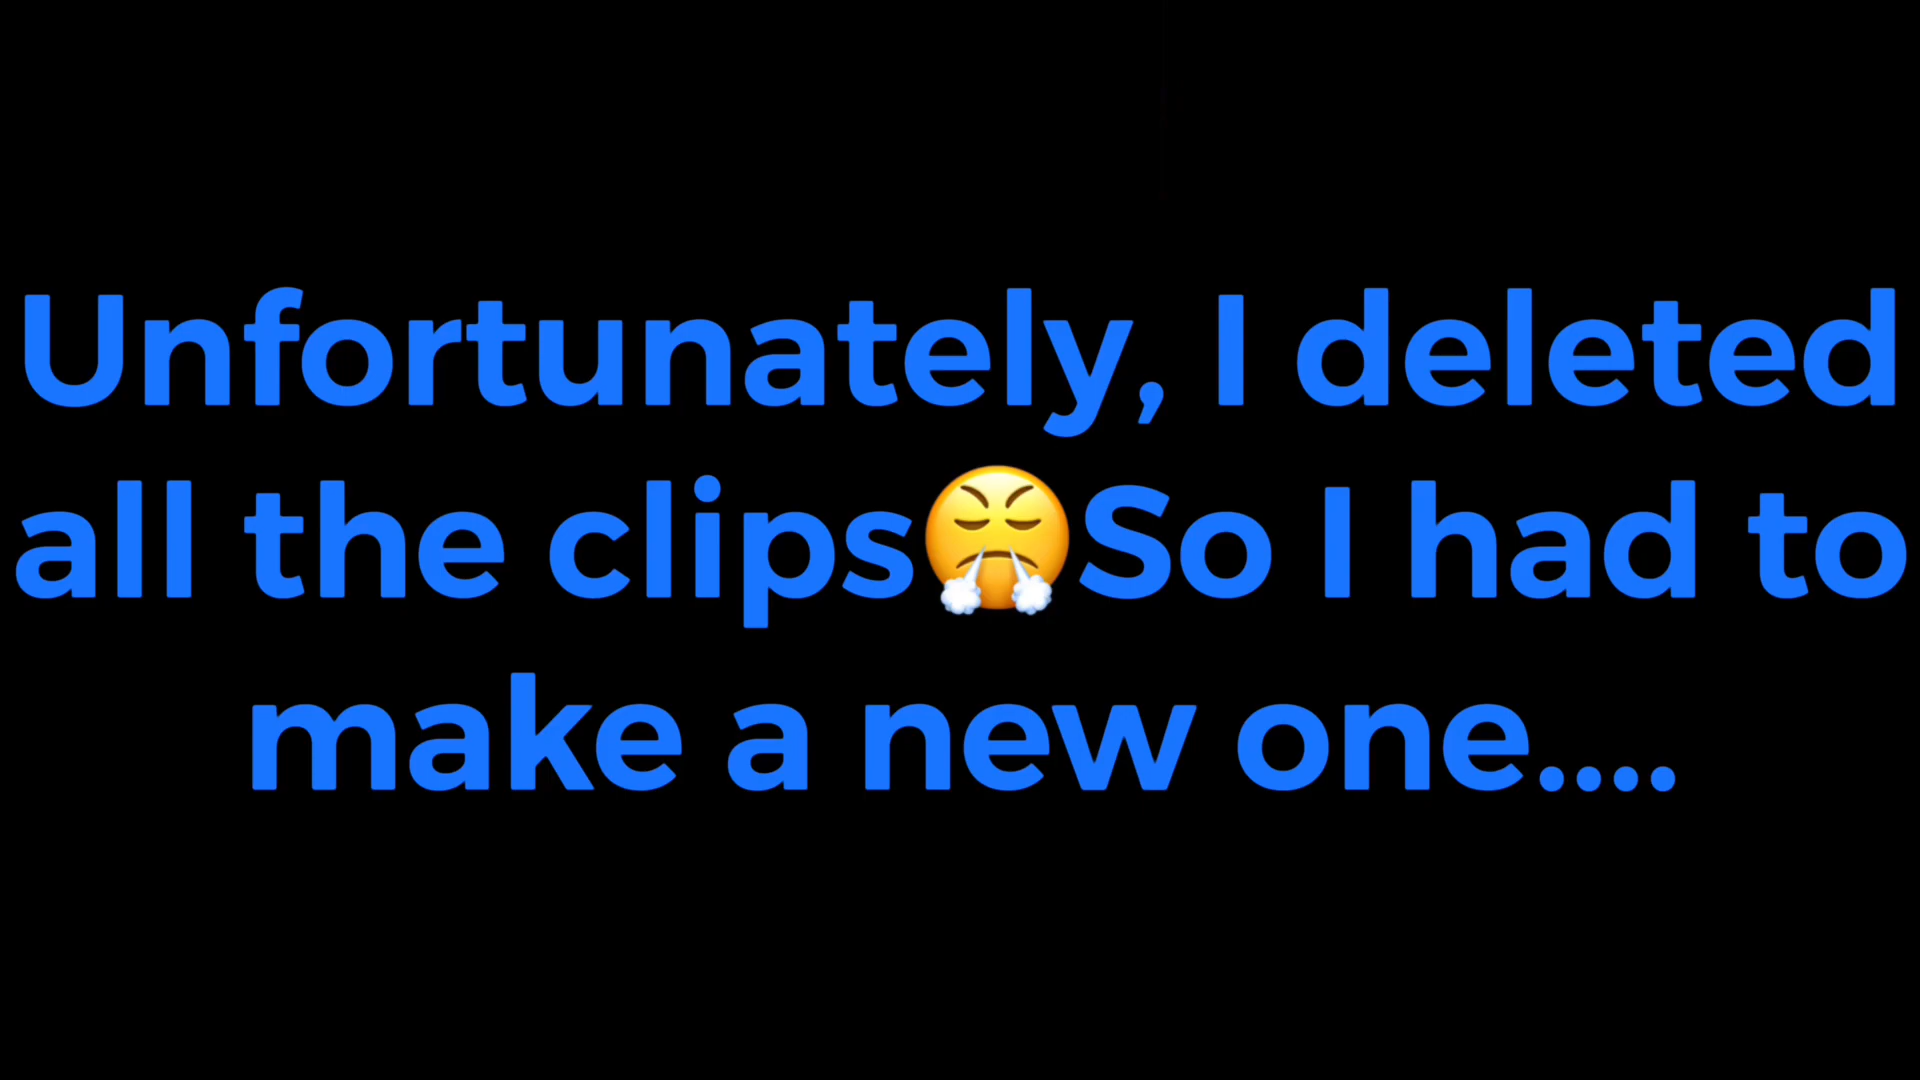 Unfortunately, I deleted
all the clips😤So I had to
make a new one....